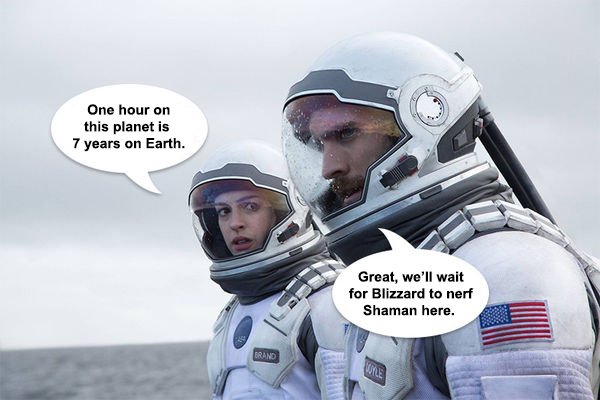 One hour on
this planet is
7 years on Earth.
Great, we'll wait
for Blizzard to nerf
Shaman here.
BRAND
DOYLE